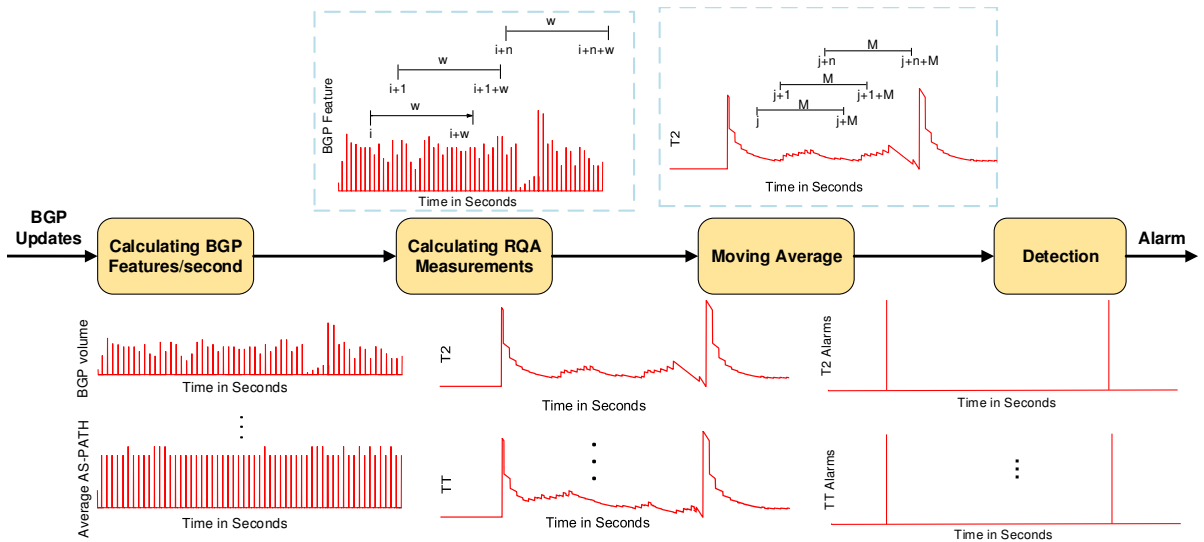 w
i+n
i+n+w
w
i+1
i+1+w
w
i
i+w
BGP Feature
Time in Seconds
M
j+n
j+n+M
M
j+1
j+1+M
M
j
j+M
T2
Time in Seconds
BGP
Updates
Calculating BGP
Features/second
Calculating RQA
Measurements
Moving Average
Detection
Alarm
BGP volume
Time in Seconds
T2
Time in Seconds
T2 Alarms
Time in Seconds
Average AS-PATH
Time in Seconds
TT
Time in Seconds
TT Alarms
Time in Seconds